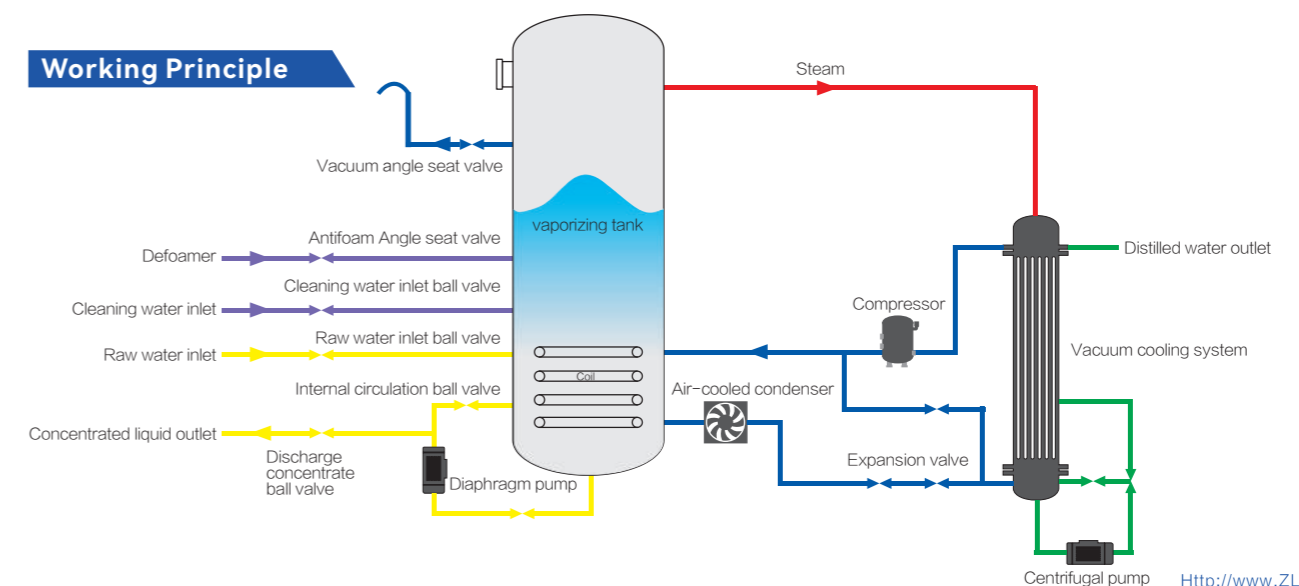 Working Principle
Steam
Vacuum angle seat valve
vaporizing tank
Antifoam Angle seat valve
Defoamer
Distilled water outlet
Cleaning water inlet ball valve
Cleaning water inlet
Compressor
Raw water inlet ball valve
Raw water inlet
Vacuum cooling system
Coil
Internal circulation ball valve
Air-cooled condenser
Concentrated liquid outlet
Discharge
concentrate
ball valve
Expansion valve
Diaphragm pump
Centrifugal pump
Http://www.ZL